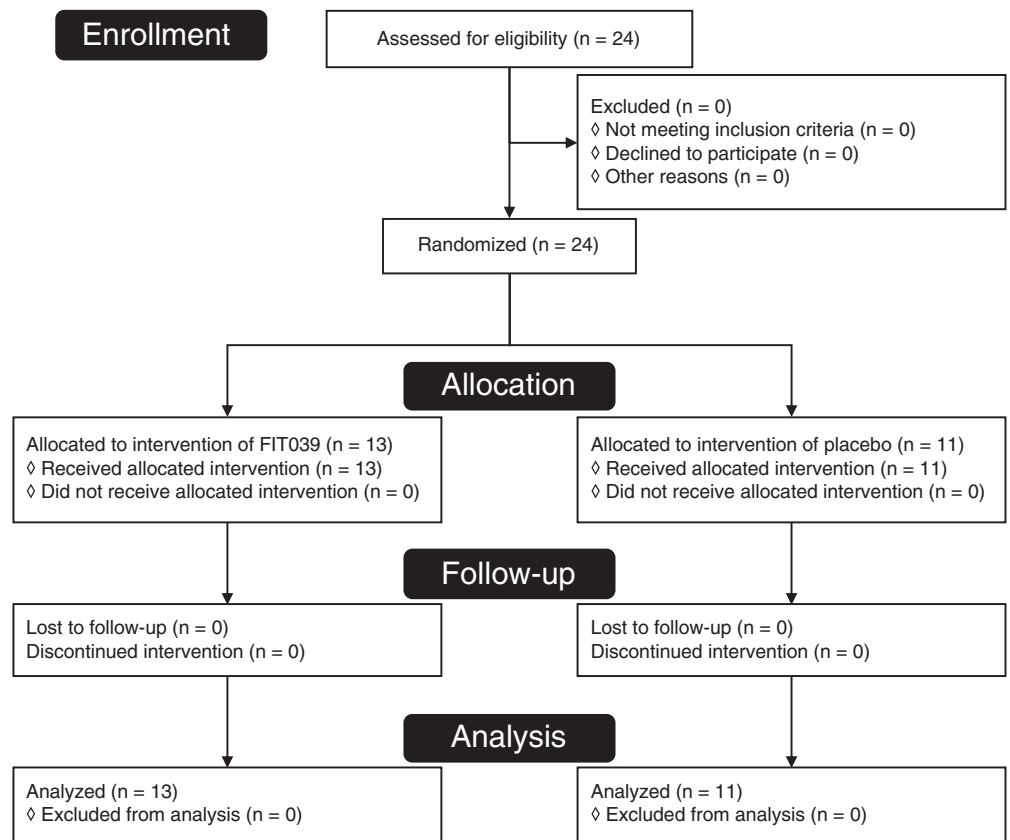 Enrollment
Assessed for eligibility (n = 24)
Excluded (n = 0)
◊ Not meeting inclusion criteria (n = 0)
◊ Declined to participate (n = 0)
◊ Other reasons (n = 0)
Randomized (n = 24)
Allocation
Allocated to intervention of FIT039 (n = 13)
◊ Received allocated intervention (n = 13)
◊ Did not receive allocated intervention (n = 0)
Allocated to intervention of placebo (n = 11)
◊ Received allocated intervention (n = 11)
◊ Did not receive allocated intervention (n = 0)
Follow-up
Lost to follow-up (n = 0)
Discontinued intervention (n = 0)
Lost to follow-up (n = 0)
Discontinued intervention (n = 0)
Analysis
Analyzed (n = 13)
◊ Excluded from analysis (n = 0)
Analyzed (n = 11)
◊ Excluded from analysis (n = 0)